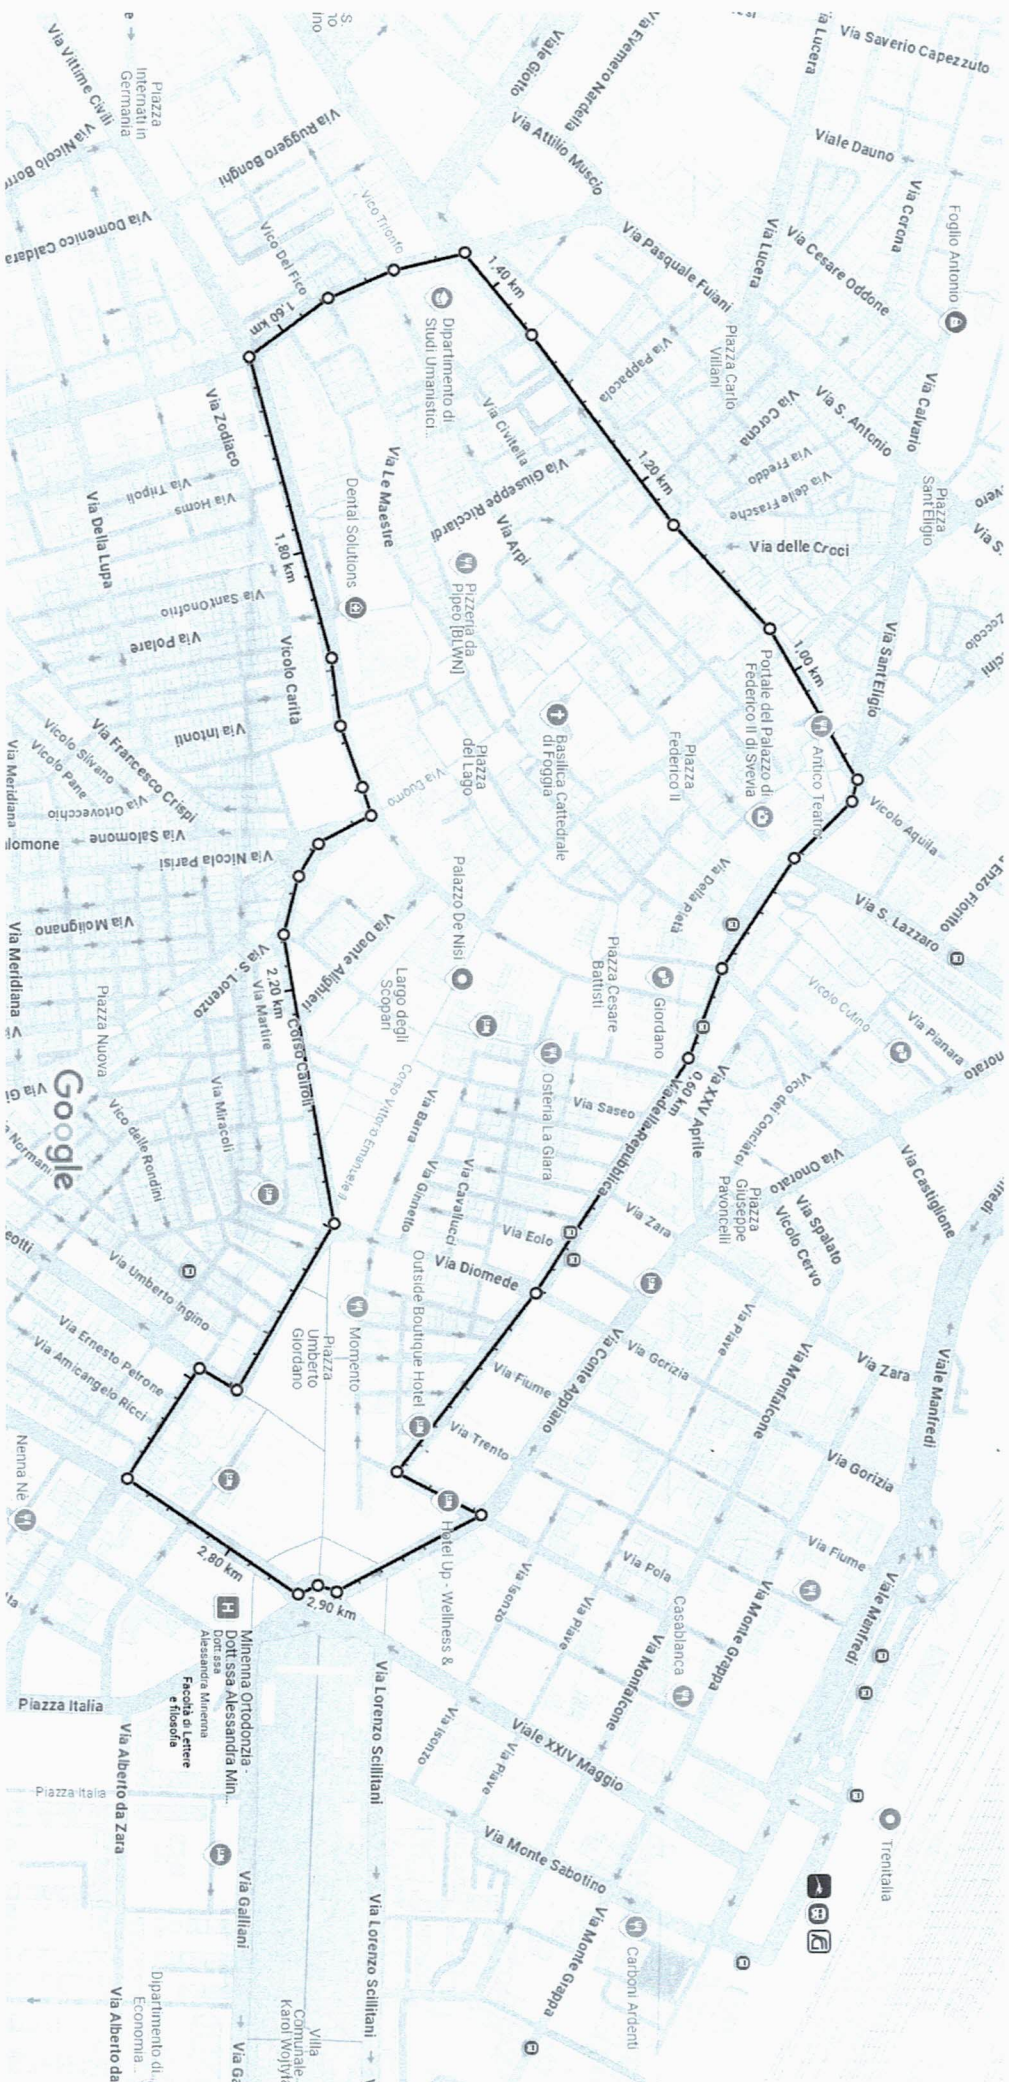 Via Saverio Capezzuto
Via Evemero Nardella
Viale Giotto
Via Lucera
Via Vittime Civili
Piazza
Internati in
Germania
Via Ruggero Bonghi
Via Attilio Muscio
Viale Dauno
Via Domenico Caldara
Vico Trionfo
Vico Del Fico
Via Pasquale Fuiani
Via Lucera
Via Cesare Oddone
Foglio Antonio
1,40 km
1,60 km
Dipartimento di
Studi Umanistici...
Via Pappacola
Piazza Carlo
Villani
Via S. Antonio
Via Calvario
Via Zodiaco
Via Civitella
Via Freddo
Via delle Frasche
1,20 km
Via Giuseppe Ricciardi
Via Le Maestre
Via Tripoli
Via Homs
Dental Solutions
Via Arpi
Via delle Croci
Piazza
Sant'Eligio
Via Della Lupa
1,80 km
Pizzeria da
Pipeo [BLWN]
Via Sant'Onofrio
Via Polare
Vicolo Carità
1,00 km
Via Sant'Eligio
Portale del Palazzo di
Federico II di Svevia
Antico Teatro
Basilica Cattedrale
di Foggia
Piazza
Federico II
Piazza
del Lago
Via Duomo
Via Intonti
Via Francesco Crispi
Vicolo Silvano
Vicolo Pane
Via Ortovecchio
Via Meridiana
Via Salomone
Via Nicola Parisi
Vicolo Aquila
Via Della Pietà
Via S. Lazzaro
Palazzo De Nisi
Via Molignano
Via Dante Alighieri
Via S. Lorenzo
Via Meridiana
2,20 km
Via Martire
Corso Cairoli
Largo degli
Scopari
Piazza Cesare
Battisti
Giordano
Via Pianara
Piazza Nuova
Osteria La Giara
Google
Via Miracoli
Vico delle Rondini
Corso Vittorio Emanuele II
Via Barra
Via Saseo
Via della Repubblica
0,60 km
Via XXV Aprile
Vico dei Conciatori
Via Onorato
Via Castiglione
Via Cavallucci
Piazza
Giuseppe
Pavoncelli
Via Spalato
Vicolo Cervo
Via Eolo
Via Zara
Via Diomede
Via Umberto Ingino
Outside Boutique Hotel
Momento
Piazza
Umberto
Giordano
Via Ernesto Petrone
Via Amicangelo Ricci
Via Fiume
Via Conte Appiano
Via Gorizia
Via Piave
Via Monfalcone
Via Zara
Viale Manfredi
Via Trento
Via Gorizia
Nenna Nè
2,80 km
2,90 km
Hotel Up - Wellness &
Via Isonzo
Via Pola
Via Fiume
Via Piave
Casablanca
Via Monte Grappa
Via Monfalcone
Viale Manfredi
Minenna Ortodonzia -
Dott.ssa Alessandra Min...
Dott.ssa
Alessandra Minenna
Facoltà di Lettere
e filosofia
Piazza Italia
Via Lorenzo Scillitani
Via Isonzo
Via Piave
Viale XXIV Maggio
Via Alberto da Zara
Piazza Italia
Via Monte Sabotino
Trenitalia
Via Galliani
Via Lorenzo Scillitani
Via Monte Grappa
Carboni Ardenti
Dipartimento di
Economia...
Via Alberto da
Villa
Comunale
Karol Wojtyła